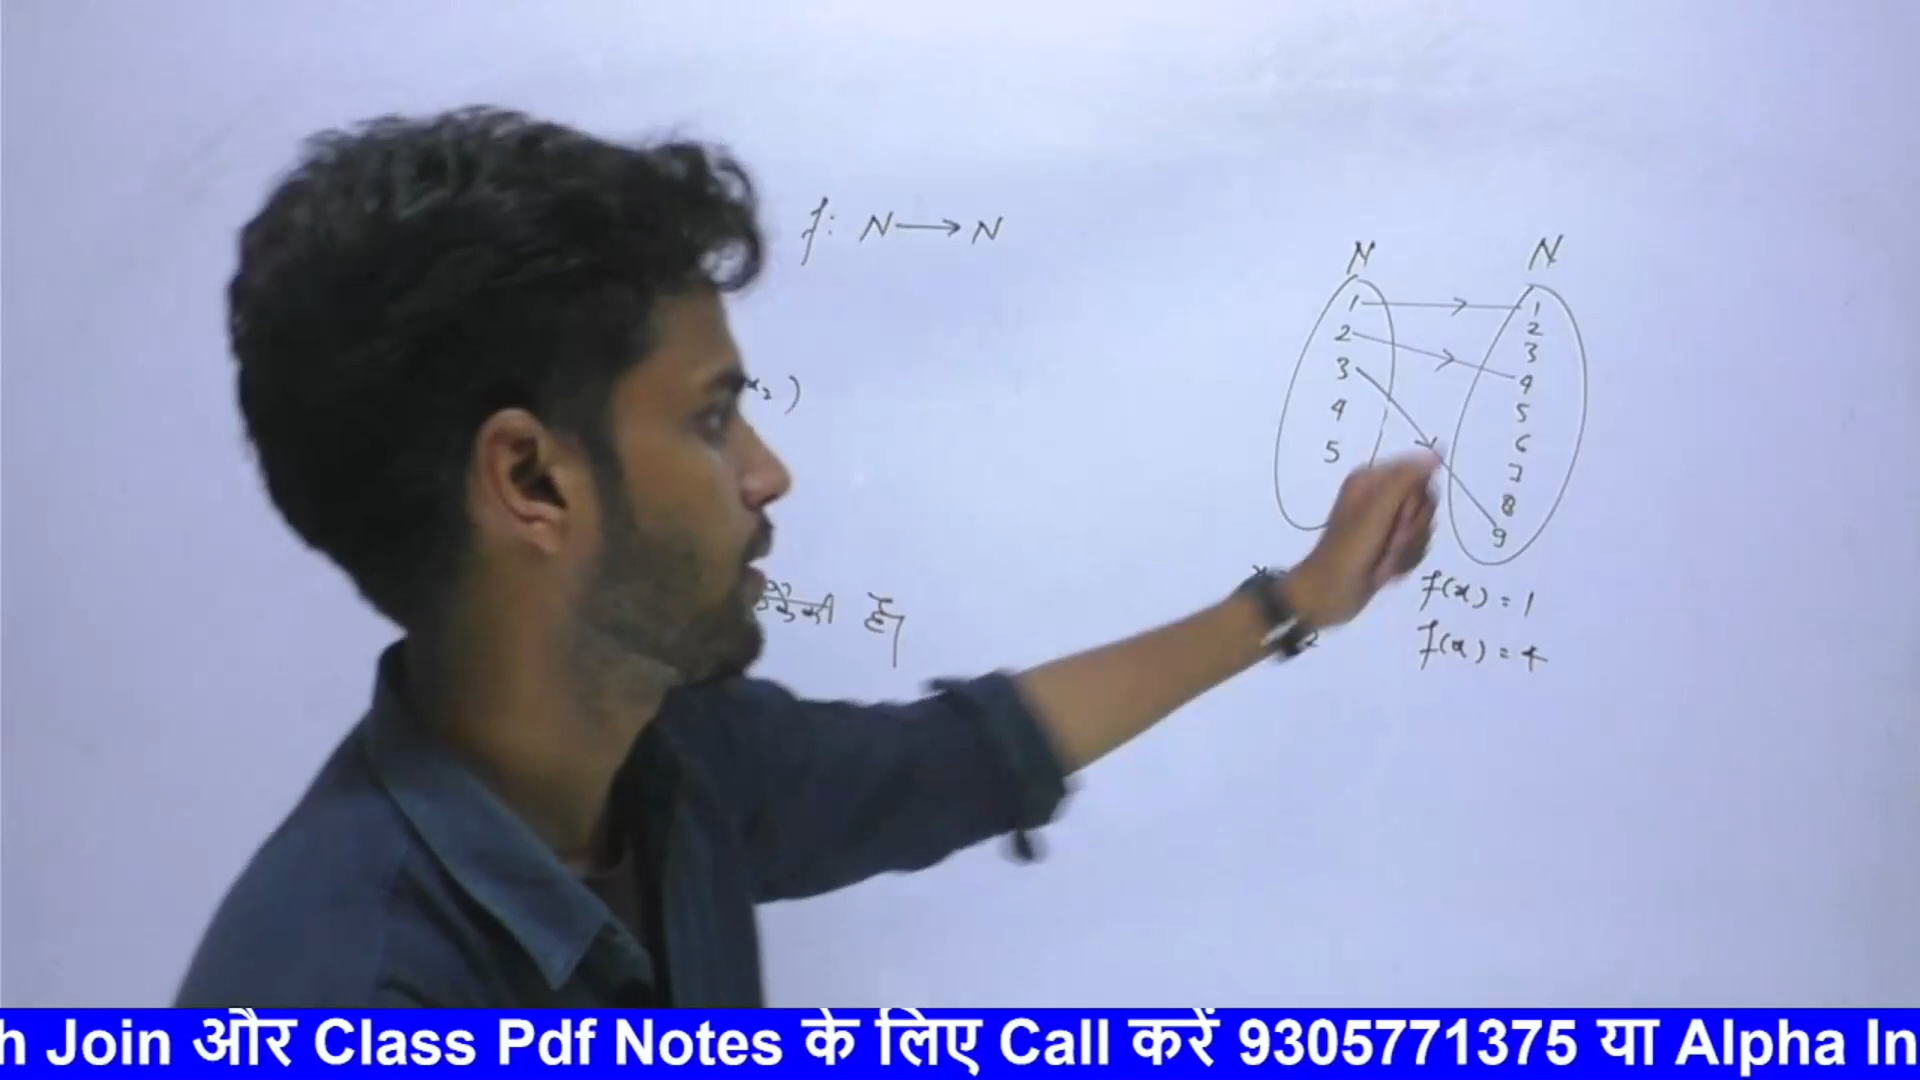 f: N → N
N N
1 1
2 2
3 3
4 4
5 5
6
7
8
9
x₂)
है
f(x) = 1
f(x) = 4
h Join और Class Pdf Notes के लिए Call करें 9305771375 या Alpha In